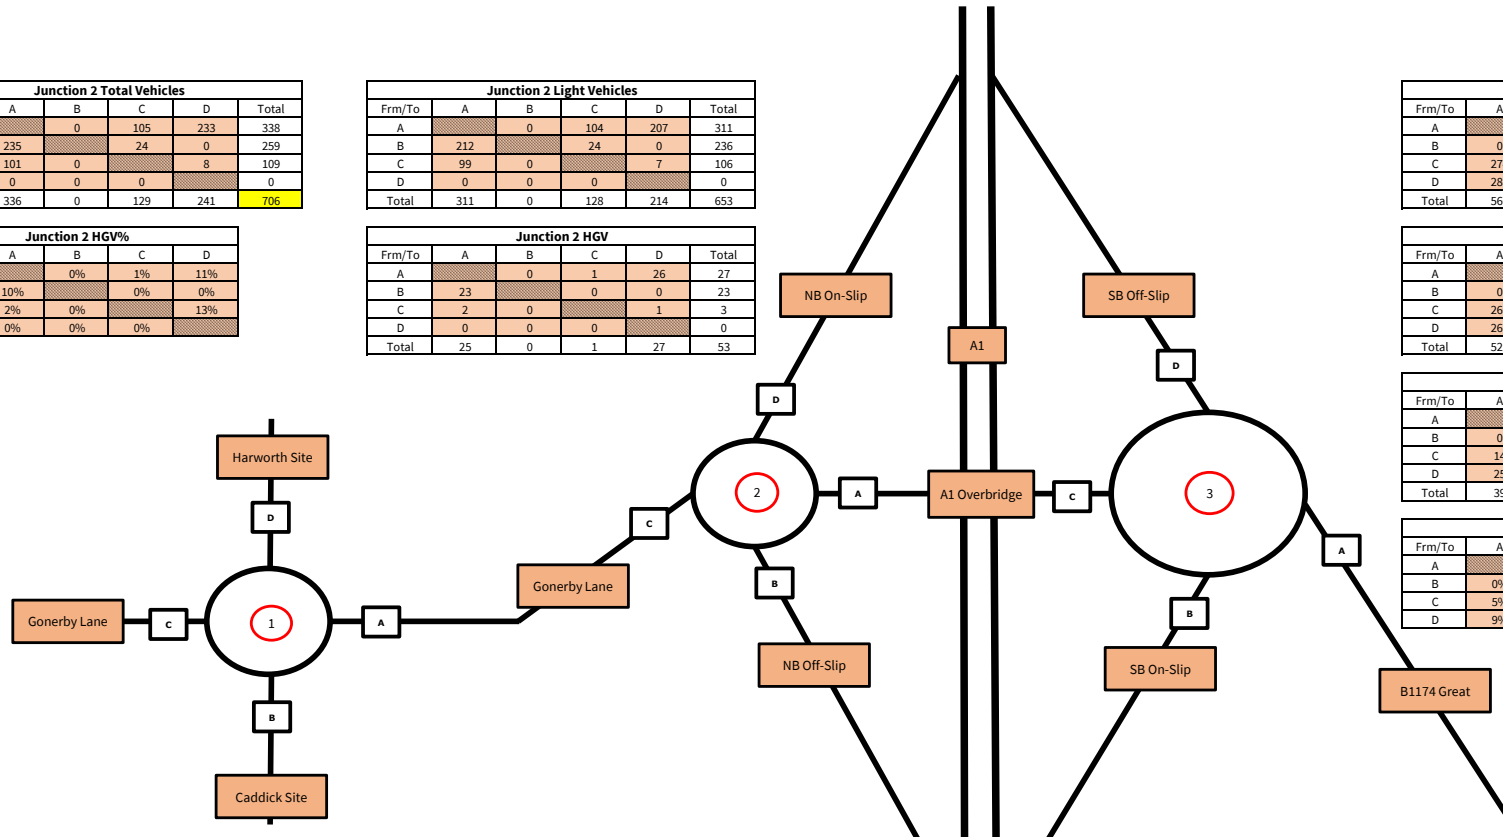 Junction 2 Total Vehicles
A B C D Total
0 105 233 338
235 24 0 259
101 0 8 109
0 0 0 0
336 0 129 241 706
Junction 2 Light Vehicles
Frm/To A B C D Total
A 0 104 207 311
B 212 24 0 236
C 99 0 7 106
D 0 0 0 0
Total 311 0 128 214 653
Frm/To A
A
B 0
C 27
D 28
Total 56
Junction 2 HGV%
A B C D
0% 1% 11%
10% 0% 0%
2% 0% 13%
0% 0% 0%
Junction 2 HGV
Frm/To A B C D Total
A 0 1 26 27
B 23 0 0 23
C 2 0 1 3
D 0 0 0 0
Total 25 0 1 27 53
Frm/To A
A
B 0
C 26
D 26
Total 52
NB On-Slip
SB Off-Slip
A1
D
D
Frm/To A
A
B 0
C 14
D 25
Total 39
Harworth Site
D
2
A
A1 Overbridge
C
3
C
A
Frm/To A
A
B 0%
C 5%
D 9%
Gonerby Lane
B
B
Gonerby Lane
C
1
A
NB Off-Slip
SB On-Slip
B1174 Great
B
Caddick Site